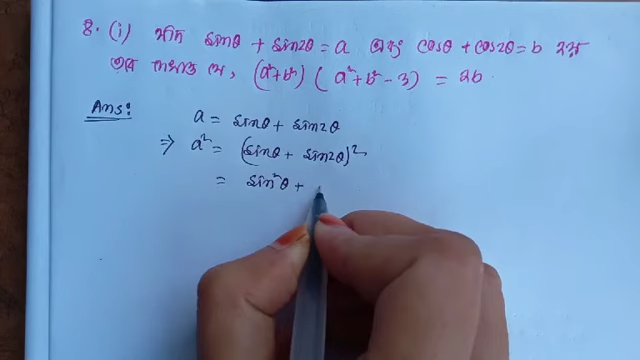 8. (i) যদি sinθ + sin2θ = a এবং cosθ + cos2θ = b হয়
তবে দেখাও যে, (a² + b²) (a² + b² - 3) = 2b
Ans:
a = sinθ + sin2θ
⇒ a² = (sinθ + sin2θ)²
= sin²θ +